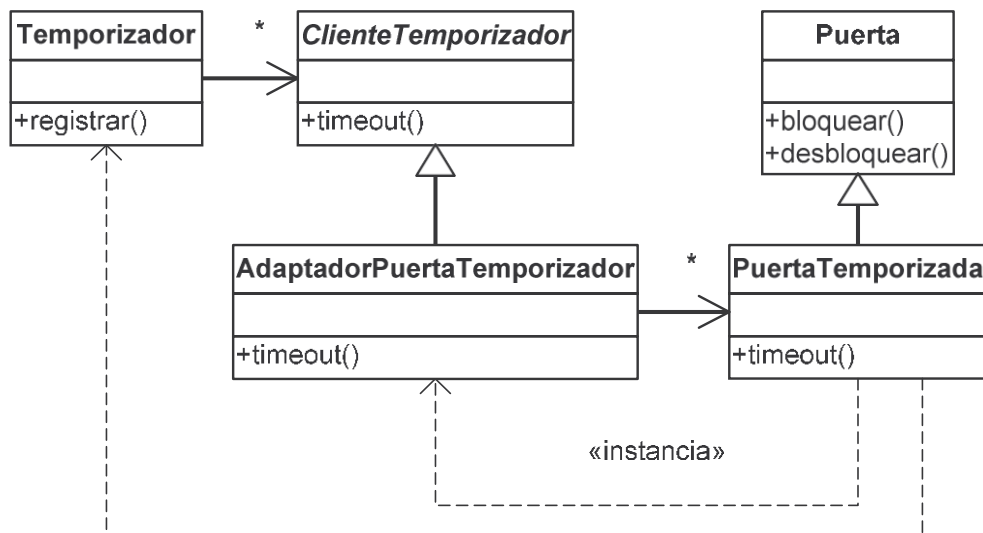 Temporizador
+registrar()
*
ClienteTemporizador
+timeout()
Puerta
+bloquear()
+desbloquear()
AdaptadorPuertaTemporizador
+timeout()
*
PuertaTemporizada
+timeout()
«instancia»